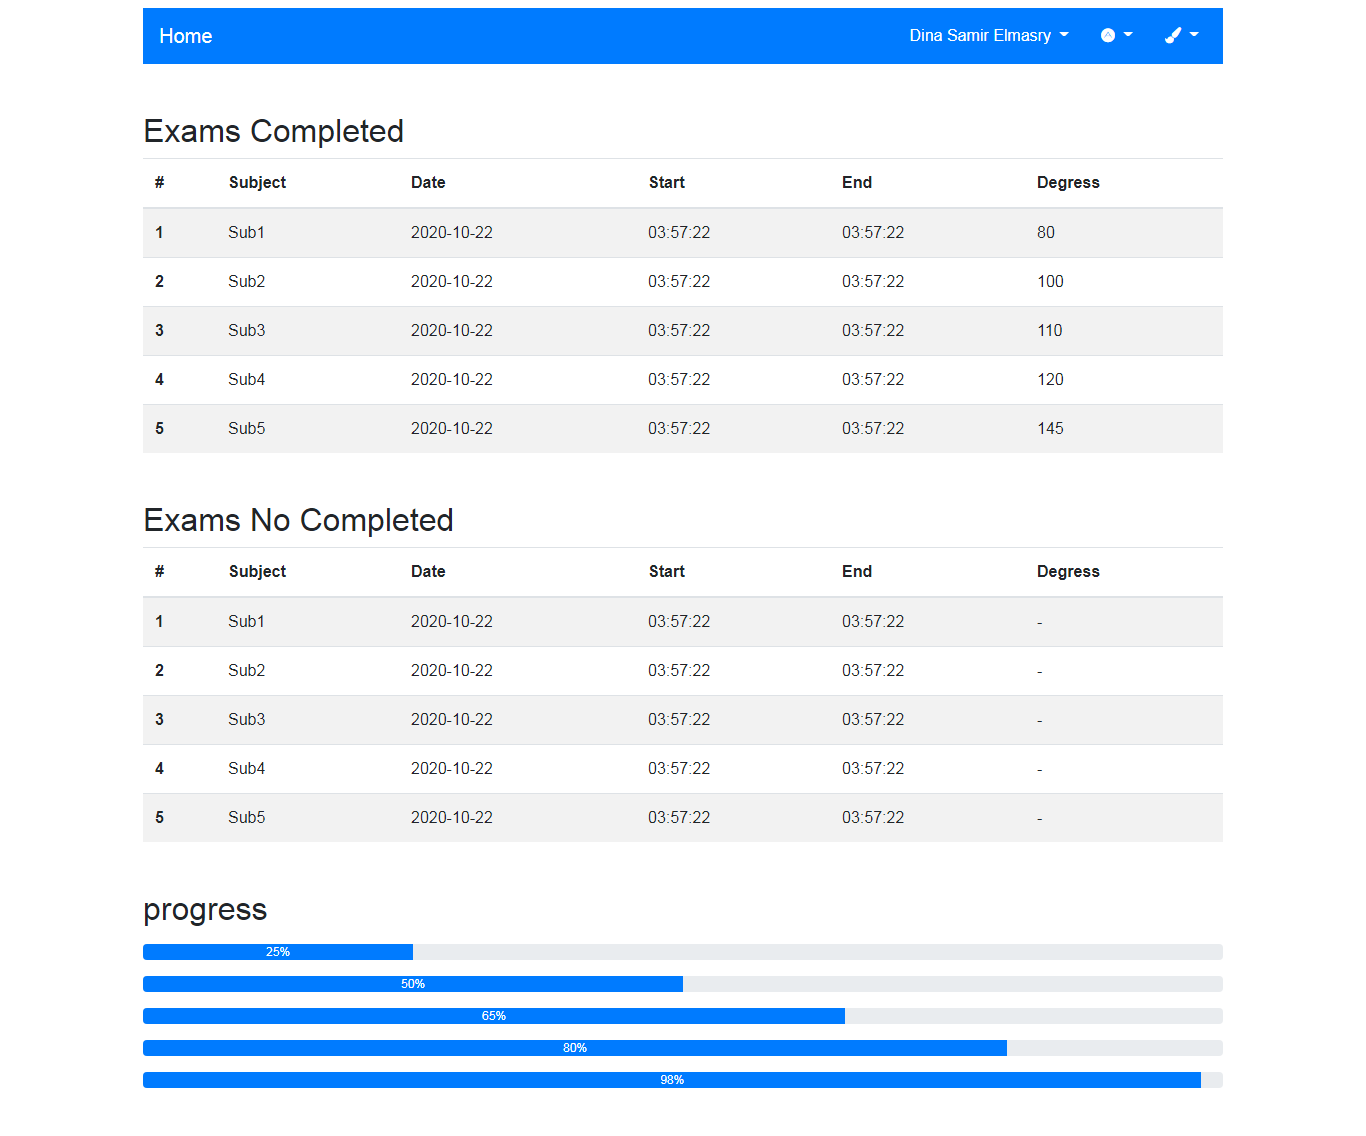 Home Dina Samir Elmasry
Exams Completed
# Subject Date Start End Degress
1 Sub1 2020-10-22 03:57:22 03:57:22 80
2 Sub2 2020-10-22 03:57:22 03:57:22 100
3 Sub3 2020-10-22 03:57:22 03:57:22 110
4 Sub4 2020-10-22 03:57:22 03:57:22 120
5 Sub5 2020-10-22 03:57:22 03:57:22 145
Exams No Completed
# Subject Date Start End Degress
1 Sub1 2020-10-22 03:57:22 03:57:22 -
2 Sub2 2020-10-22 03:57:22 03:57:22 -
3 Sub3 2020-10-22 03:57:22 03:57:22 -
4 Sub4 2020-10-22 03:57:22 03:57:22 -
5 Sub5 2020-10-22 03:57:22 03:57:22 -
progress
25%
50%
65%
80%
98%